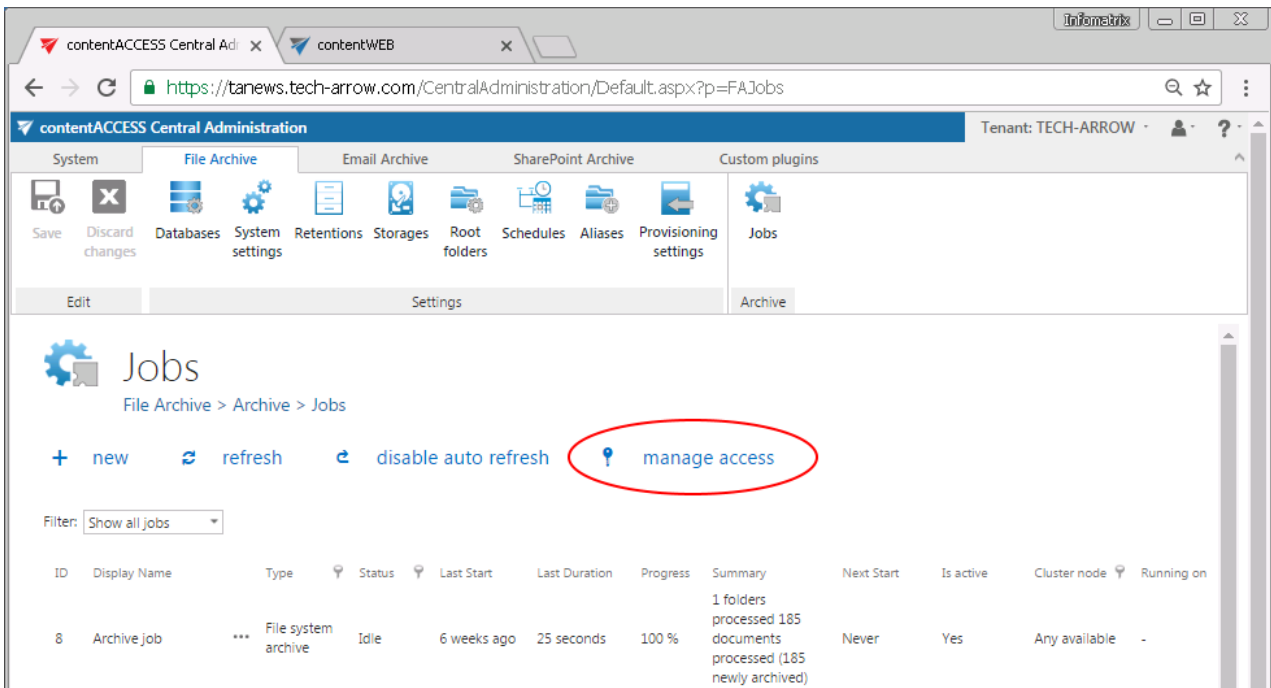 Infomatrix
contentACCESS Central Adi
contentWEB
https://tanews.tech-arrow.com/CentralAdministration/Default.aspx?p=FAJobs
contentACCESS Central Administration
Tenant: TECH-ARROW
?
System
File Archive
Email Archive
SharePoint Archive
Custom plugins
Save
Discard
changes
Databases
System
settings
Retentions
Storages
Root
folders
Schedules
Aliases
Provisioning
settings
Jobs
Edit
Settings
Archive
Jobs
File Archive > Archive > Jobs
+ new
refresh
disable auto refresh
manage access
Filter: Show all jobs
ID Display Name Type Status Last Start Last Duration Progress Summary Next Start Is active Cluster node Running on
8 Archive job ••• File system
archive
Idle 6 weeks ago 25 seconds 100 %
1 folders
processed 185
documents
processed (185
newly archived)
Never Yes Any available -